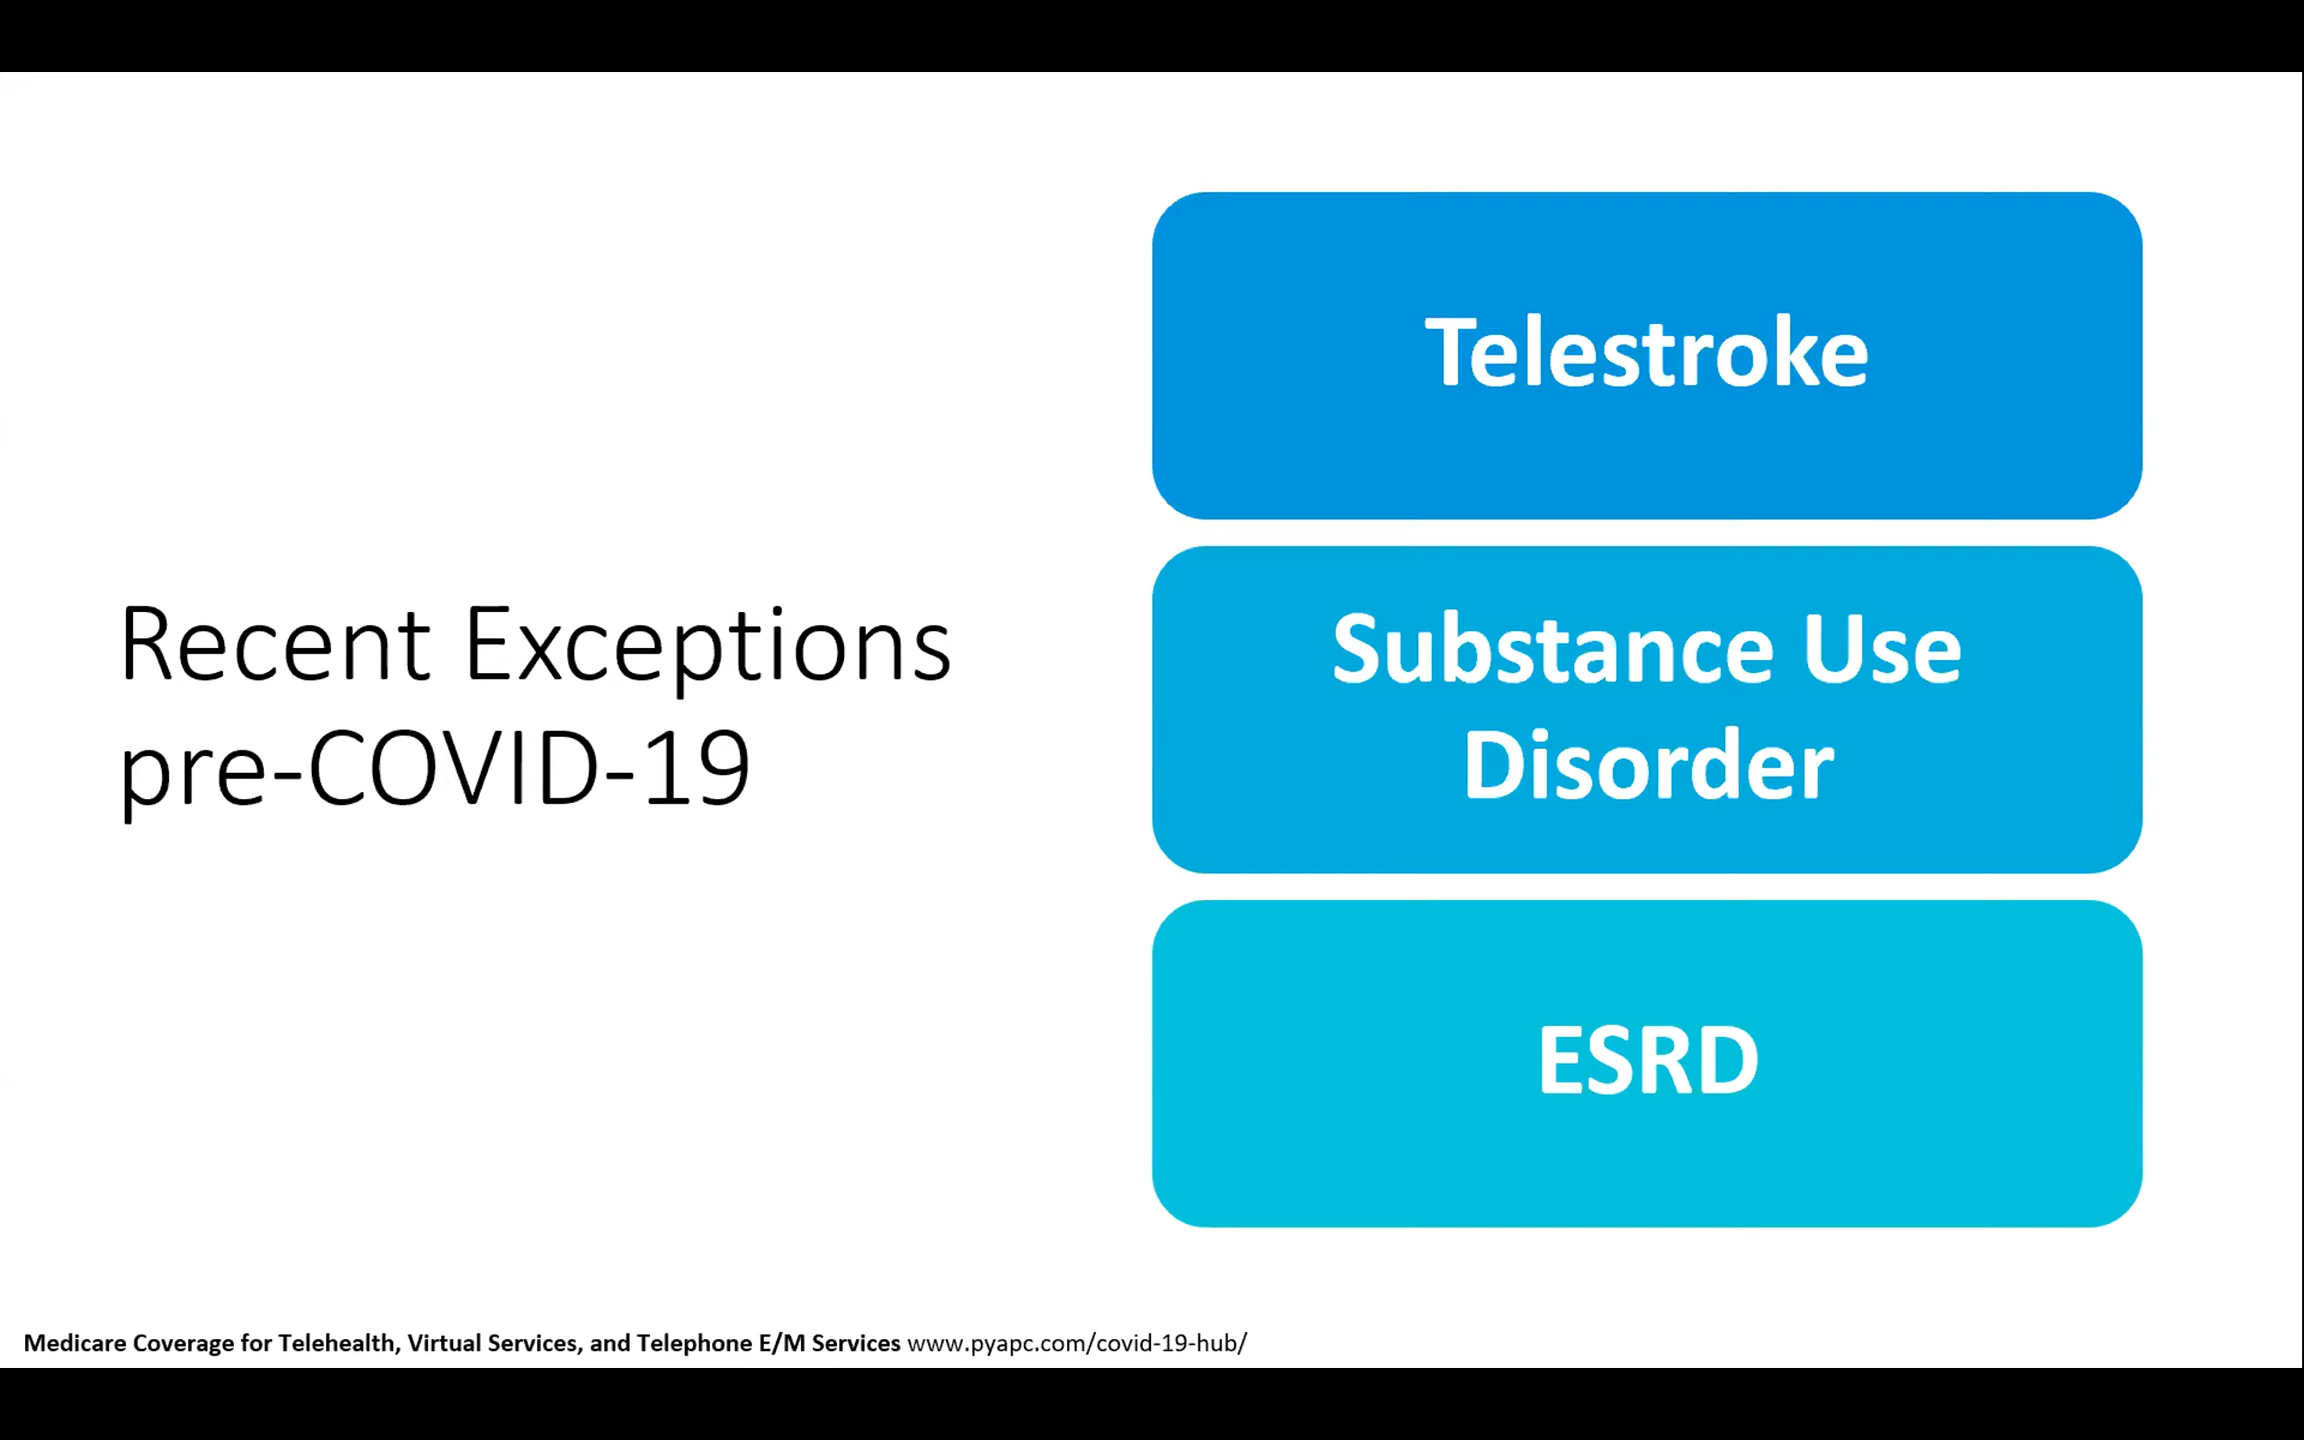 Recent Exceptions
pre-COVID-19
Telestroke
Substance Use
Disorder
ESRD
Medicare Coverage for Telehealth, Virtual Services, and Telephone E/M Services www.pyapc.com/covid-19-hub/